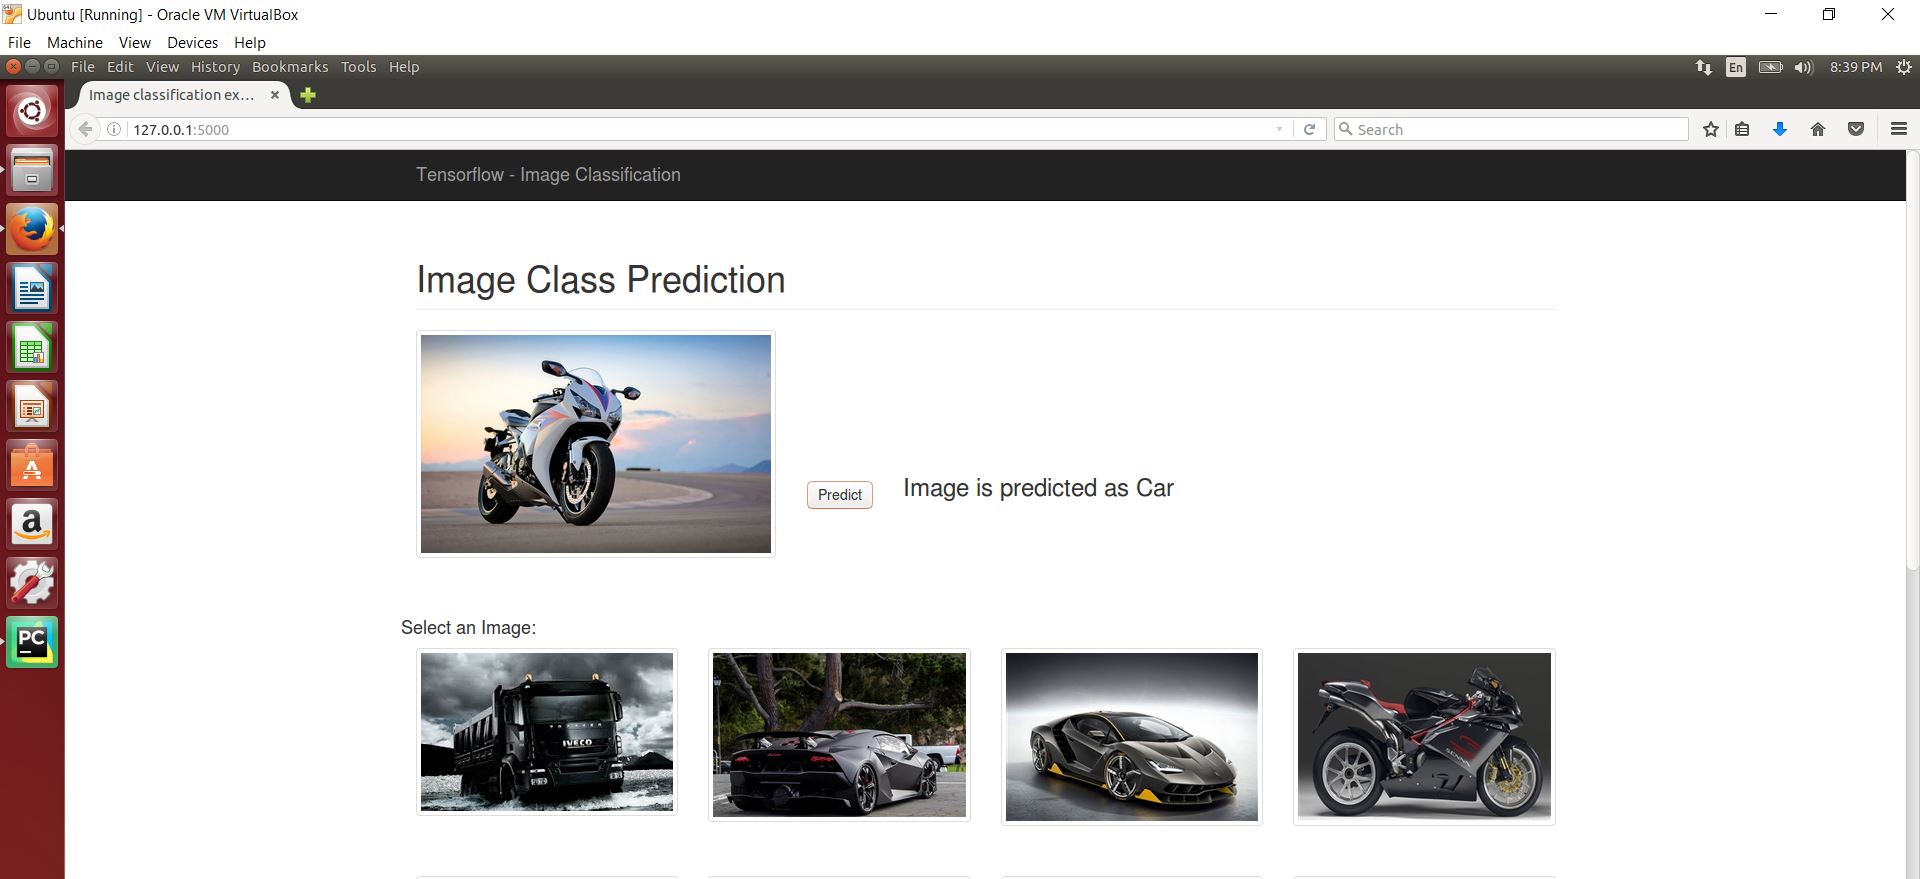 Ubuntu [Running] - Oracle VM VirtualBox
File Machine View Devices Help
File Edit View History Bookmarks Tools Help
En
8:39 PM
Image classification ex...
127.0.0.1:5000
Search
Tensorflow - Image Classification
Image Class Prediction
Predict
Image is predicted as Car
Select an Image:
IVECO
PC
a